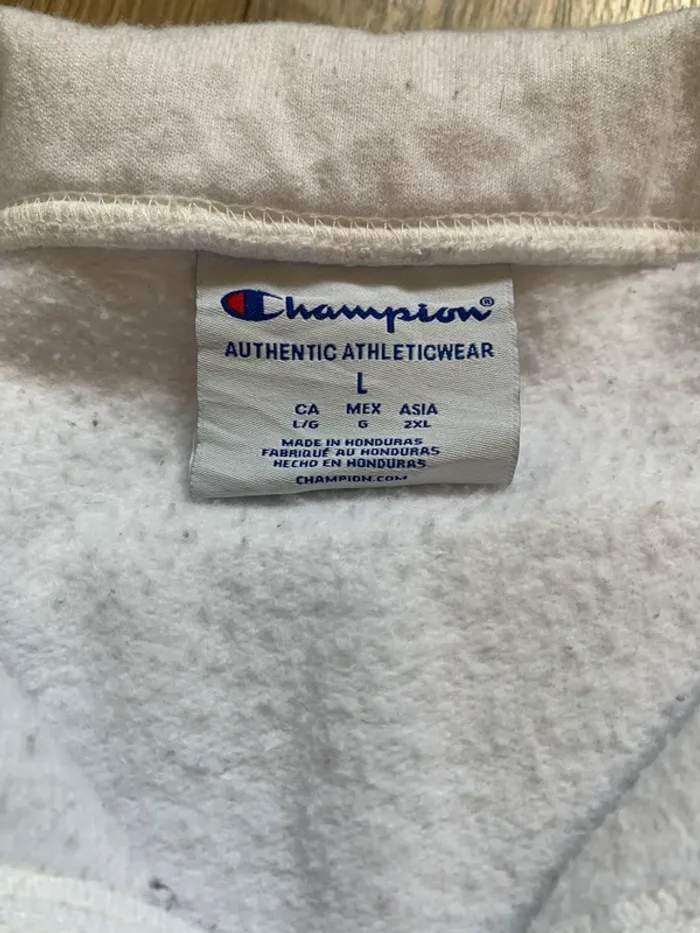 Champion®
AUTHENTIC ATHLETICWEAR
L
CA MEX ASIA
L/G G 2XL
MADE IN HONDURAS
FABRIQUÉ AU HONDURAS
HECHO EN HONDURAS
CHAMPION.COM